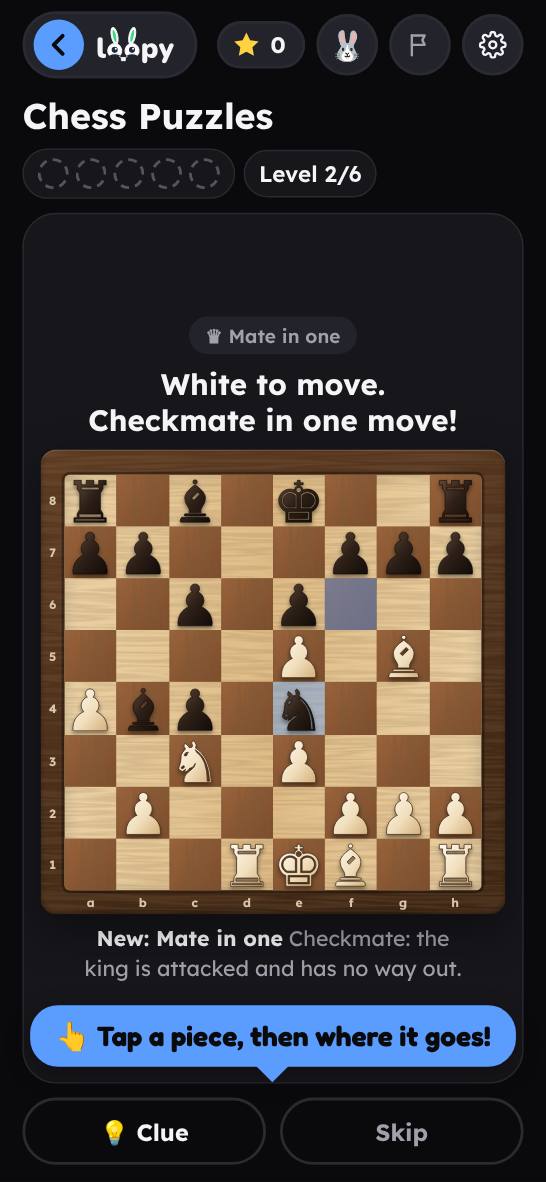 loopy
0
Chess Puzzles
Level 2/6
Mate in one
White to move.
Checkmate in one move!
8
7
6
5
4
3
2
1
a b c d e f g h
New: Mate in one Checkmate: the
king is attacked and has no way out.
Tap a piece, then where it goes!
Clue
Skip